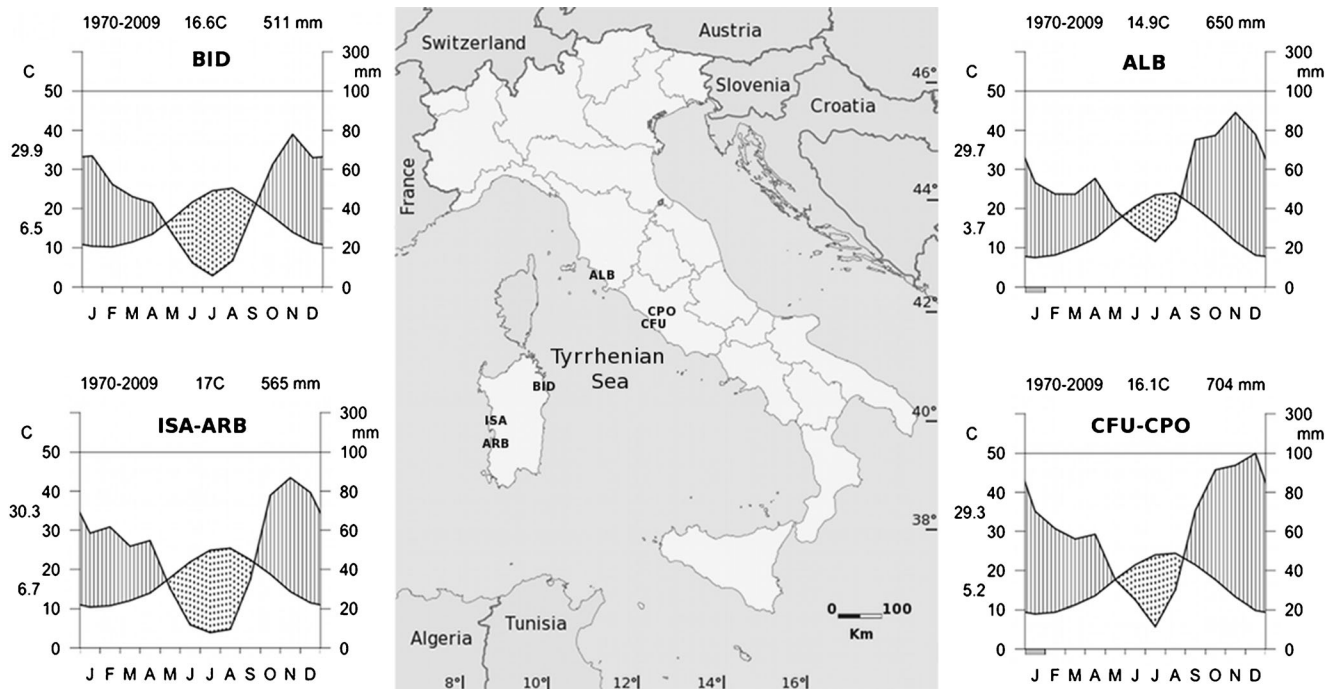 1970-2009 16.6C 511 mm
BID
C
300
mm
50
100
40
80
29.9
30
60
20
40
6.5
10
20
0
0
J F M A M J J A S O N D
1970-2009 17C 565 mm
ISA-ARB
C
300
mm
50
100
40
80
30.3
30
60
20
40
6.7
10
20
0
0
J F M A M J J A S O N D
Switzerland
Austria
Slovenia
Croatia
France
46°
44°
42°
40°
38°
ALB
CPO
CFU
Tyrrhenian
Sea
BID
ISA
ARB
0 100
Km
Algeria
Tunisia
8° 10° 12° 14° 16°
1970-2009 14.9C 650 mm
ALB
C
300
mm
50
100
40
80
29.7
30
60
20
40
3.7
10
20
0
0
J F M A M J J A S O N D
1970-2009 16.1C 704 mm
CFU-CPO
C
300
mm
50
100
40
80
29.3
30
60
20
40
5.2
10
20
0
0
J F M A M J J A S O N D